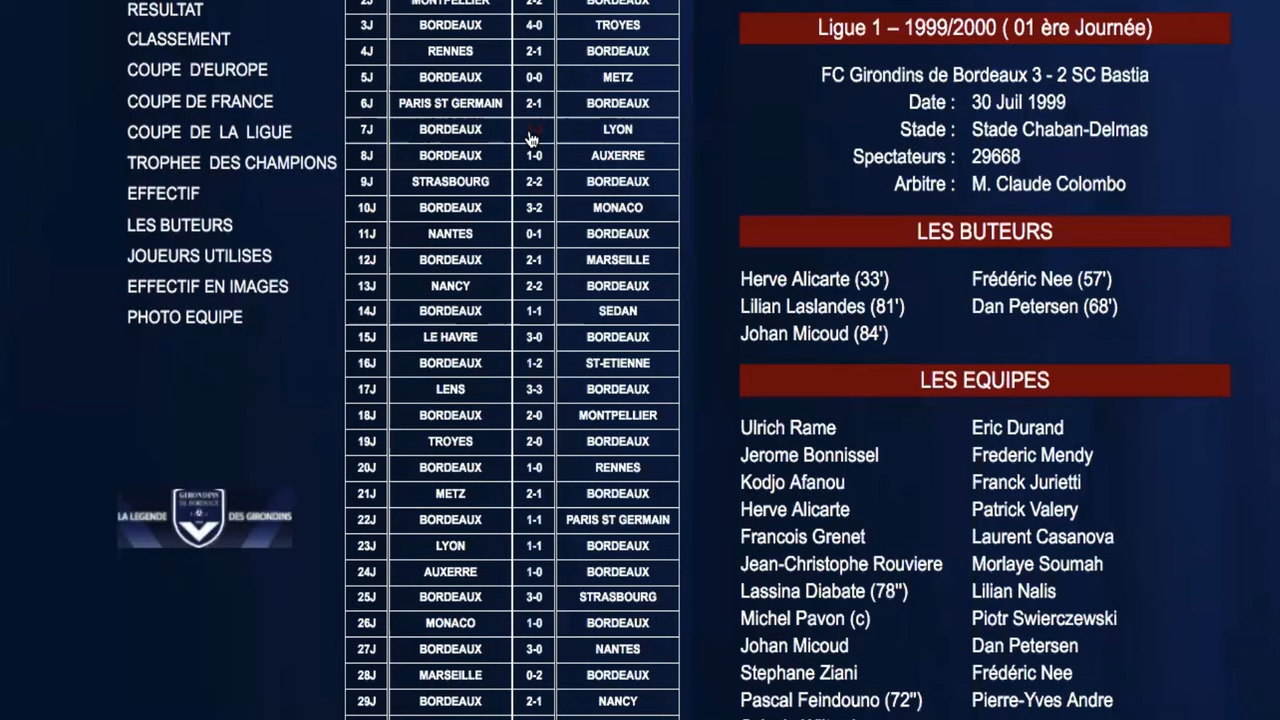 RESULTAT
CLASSEMENT
COUPE D'EUROPE
COUPE DE FRANCE
COUPE DE LA LIGUE
TROPHEE DES CHAMPIONS
EFFECTIF
LES BUTEURS
JOUEURS UTILISES
EFFECTIF EN IMAGES
PHOTO EQUIPE
LA LEGENDE GIRONDINS DE BORDEAUX DES GIRONDINS
2J MONTPELLIER 2-2 BORDEAUX
3J BORDEAUX 4-0 TROYES
4J RENNES 2-1 BORDEAUX
5J BORDEAUX 0-0 METZ
6J PARIS ST GERMAIN 2-1 BORDEAUX
7J BORDEAUX LYON
8J BORDEAUX 1-0 AUXERRE
9J STRASBOURG 2-2 BORDEAUX
10J BORDEAUX 3-2 MONACO
11J NANTES 0-1 BORDEAUX
12J BORDEAUX 2-1 MARSEILLE
13J NANCY 2-2 BORDEAUX
14J BORDEAUX 1-1 SEDAN
15J LE HAVRE 3-0 BORDEAUX
16J BORDEAUX 1-2 ST-ETIENNE
17J LENS 3-3 BORDEAUX
18J BORDEAUX 2-0 MONTPELLIER
19J TROYES 2-0 BORDEAUX
20J BORDEAUX 1-0 RENNES
21J METZ 2-1 BORDEAUX
22J BORDEAUX 1-1 PARIS ST GERMAIN
23J LYON 1-1 BORDEAUX
24J AUXERRE 1-0 BORDEAUX
25J BORDEAUX 3-0 STRASBOURG
26J MONACO 1-0 BORDEAUX
27J BORDEAUX 3-0 NANTES
28J MARSEILLE 0-2 BORDEAUX
29J BORDEAUX 2-1 NANCY
Ligue 1 – 1999/2000 ( 01 ère Journée)
FC Girondins de Bordeaux 3 - 2 SC Bastia
Date : 30 Juil 1999
Stade : Stade Chaban-Delmas
Spectateurs : 29668
Arbitre : M. Claude Colombo
LES BUTEURS
Herve Alicarte (33') Frédéric Nee (57')
Lilian Laslandes (81') Dan Petersen (68')
Johan Micoud (84')
LES EQUIPES
Ulrich Rame Eric Durand
Jerome Bonnissel Frederic Mendy
Kodjo Afanou Franck Jurietti
Herve Alicarte Patrick Valery
Francois Grenet Laurent Casanova
Jean-Christophe Rouviere Morlaye Soumah
Lassina Diabate (78'') Lilian Nalis
Michel Pavon (c) Piotr Swierczewski
Johan Micoud Dan Petersen
Stephane Ziani Frédéric Nee
Pascal Feindouno (72'') Pierre-Yves Andre